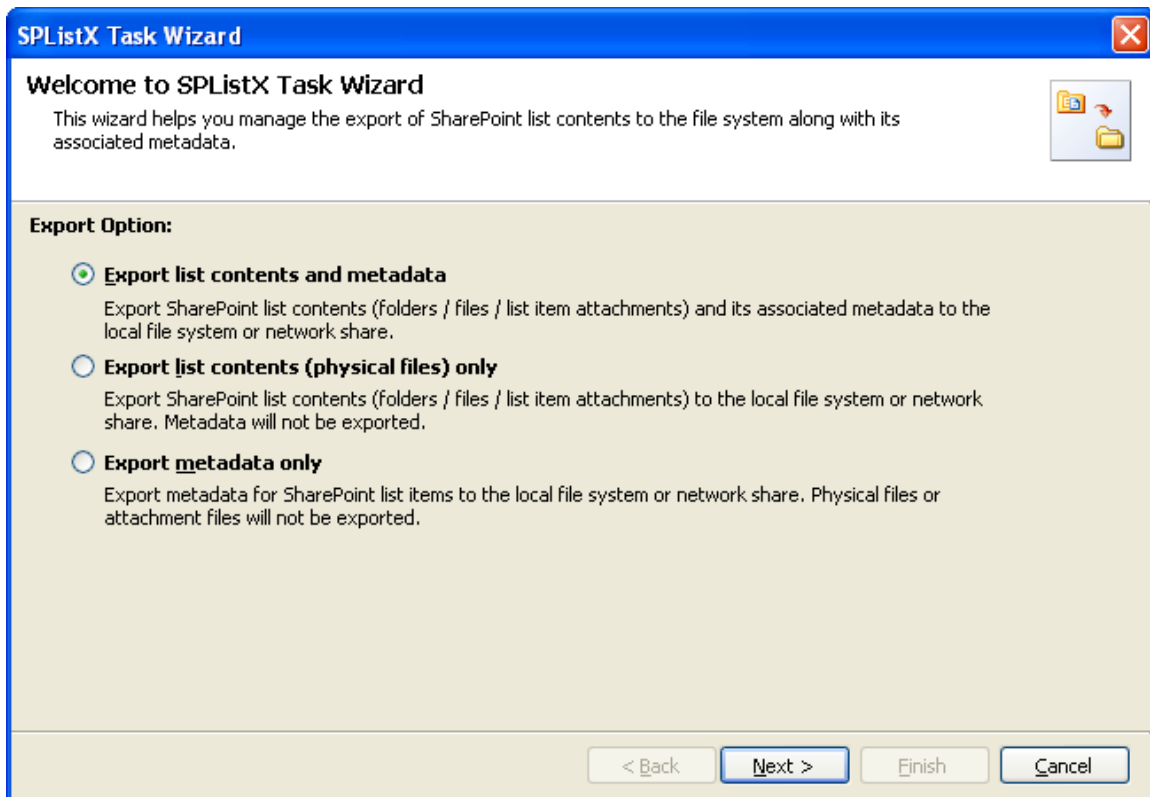 SPListX Task Wizard
Welcome to SPListX Task Wizard
This wizard helps you manage the export of SharePoint list contents to the file system along with its
associated metadata.
Export Option:
Export list contents and metadata
Export SharePoint list contents (folders / files / list item attachments) and its associated metadata to the
local file system or network share.
Export list contents (physical files) only
Export SharePoint list contents (folders / files / list item attachments) to the local file system or network
share. Metadata will not be exported.
Export metadata only
Export metadata for SharePoint list items to the local file system or network share. Physical files or
attachment files will not be exported.
< Back Next > Finish Cancel